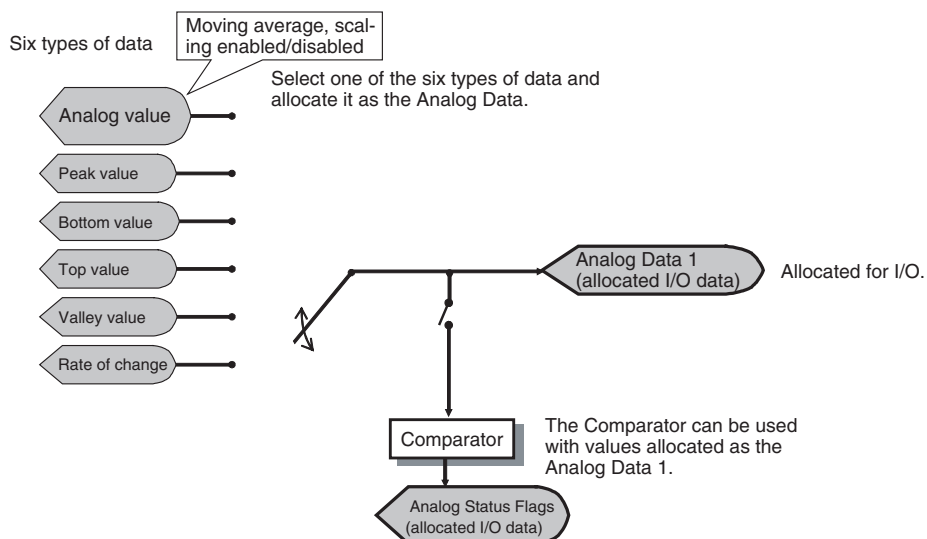 Six types of data
Moving average, scal-
ing enabled/disabled
Select one of the six types of data and
allocate it as the Analog Data.
Analog value
Peak value
Bottom value
Top value
Valley value
Rate of change
Analog Data 1
(allocated I/O data)
Allocated for I/O.
Comparator
The Comparator can be used
with values allocated as the
Analog Data 1.
Analog Status Flags
(allocated I/O data)